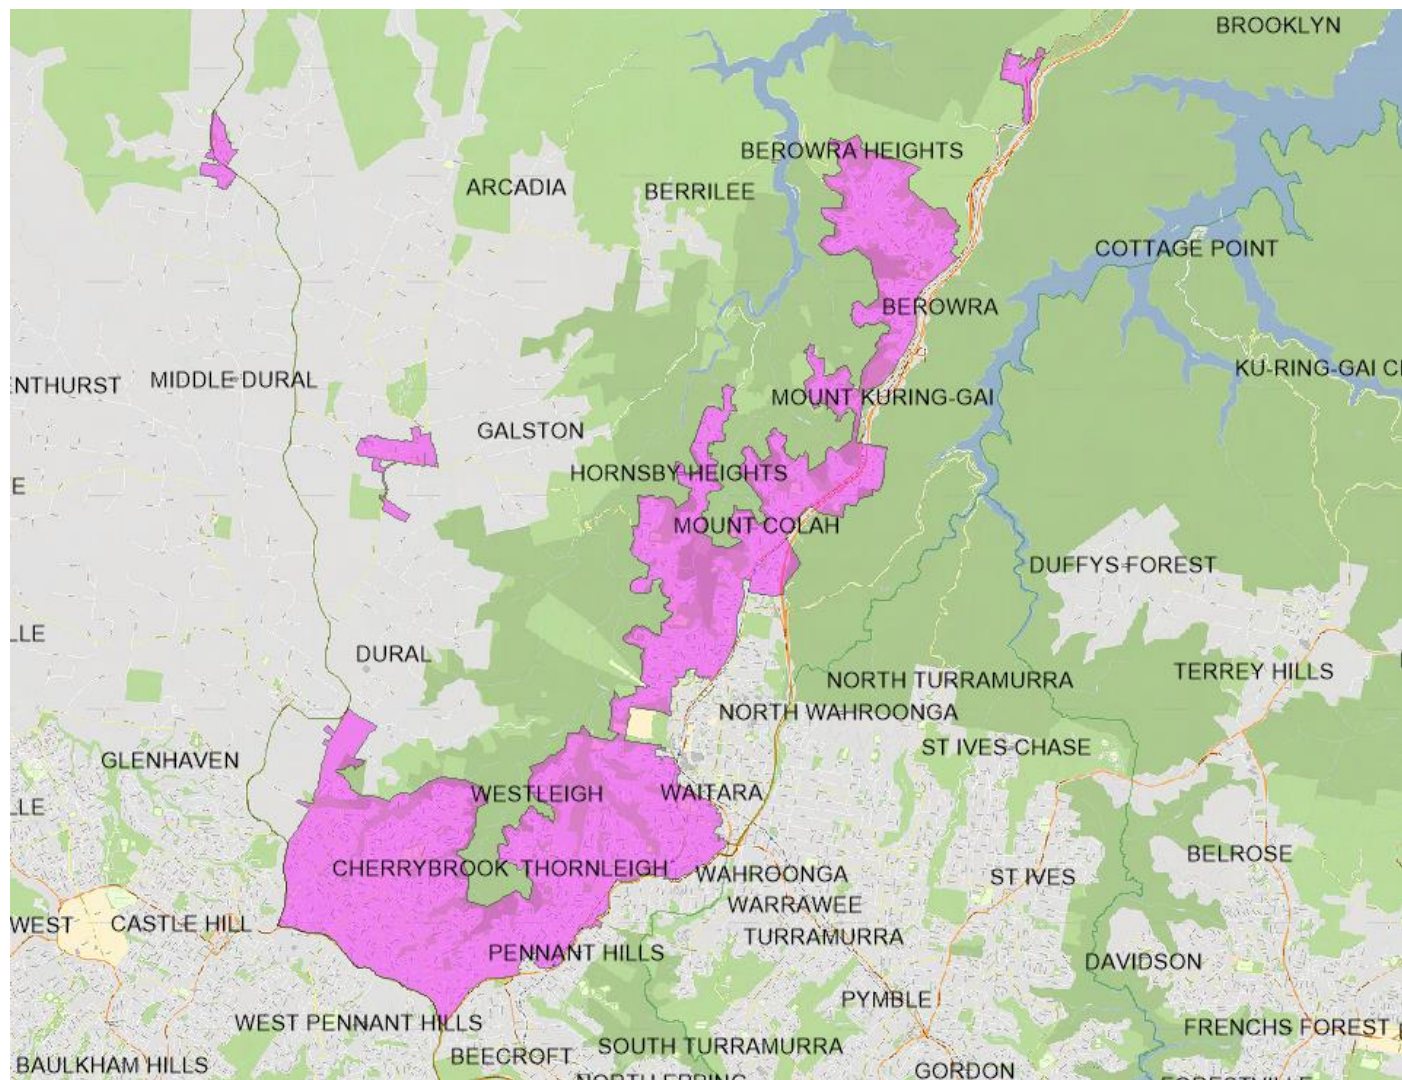 BROOKLYN
BEROWRA HEIGHTS
ARCADIA
BERRILEE
COTTAGE POINT
BEROWRA
KU-RING-GAI C
ENTHURST
MIDDLE DURAL
MOUNT KURING-GAI
GALSTON
HORNSBY HEIGHTS
E
MOUNT COLAH
DUFFYS FOREST
LLE
DURAL
TERREY HILLS
NORTH TURRAMURRA
NORTH WAHROONGA
ST IVES CHASE
GLENHAVEN
WESTLEIGH
WAITARA
LLE
BELROSE
CHERRYBROOK
THORNLEIGH
WAHROONGA
ST IVES
WARRAWEE
WEST
CASTLE HILL
TURRAMURRA
PENNANT HILLS
DAVIDSON
PYMBLE
WEST PENNANT HILLS
FRENCHS FOREST
SOUTH TURRAMURRA
BEECROFT
BAULKHAM HILLS
GORDON
NORTH EPPING
FORESTVILLE